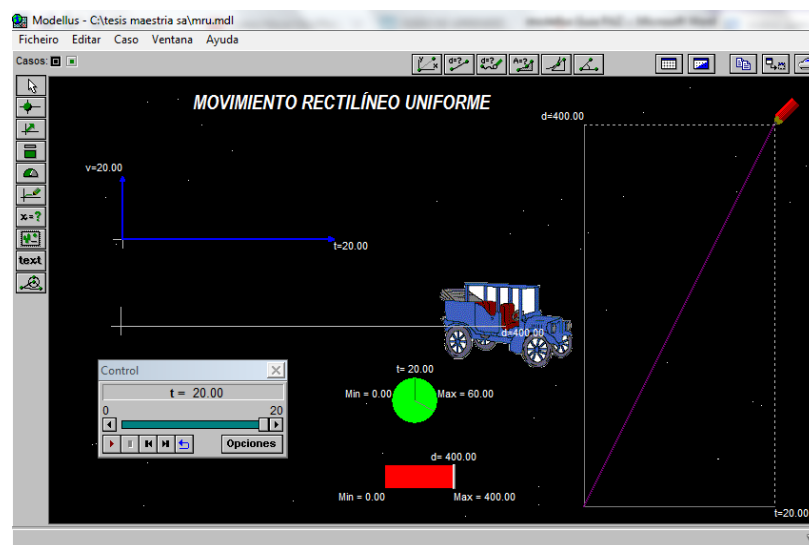 Modellus - C:\tesis maestria sa\mru.mdl
Ficheiro Editar Caso Ventana Ayuda
Casos:
MOVIMIENTO RECTILÍNEO UNIFORME
d=400.00
v=20.00
t=20.00
d=400.00
text
Control
t = 20.00
0 20
Opciones
t= 20.00
Min = 0.00 Max = 60.00
d= 400.00
Min = 0.00 Max = 400.00
t=20.00